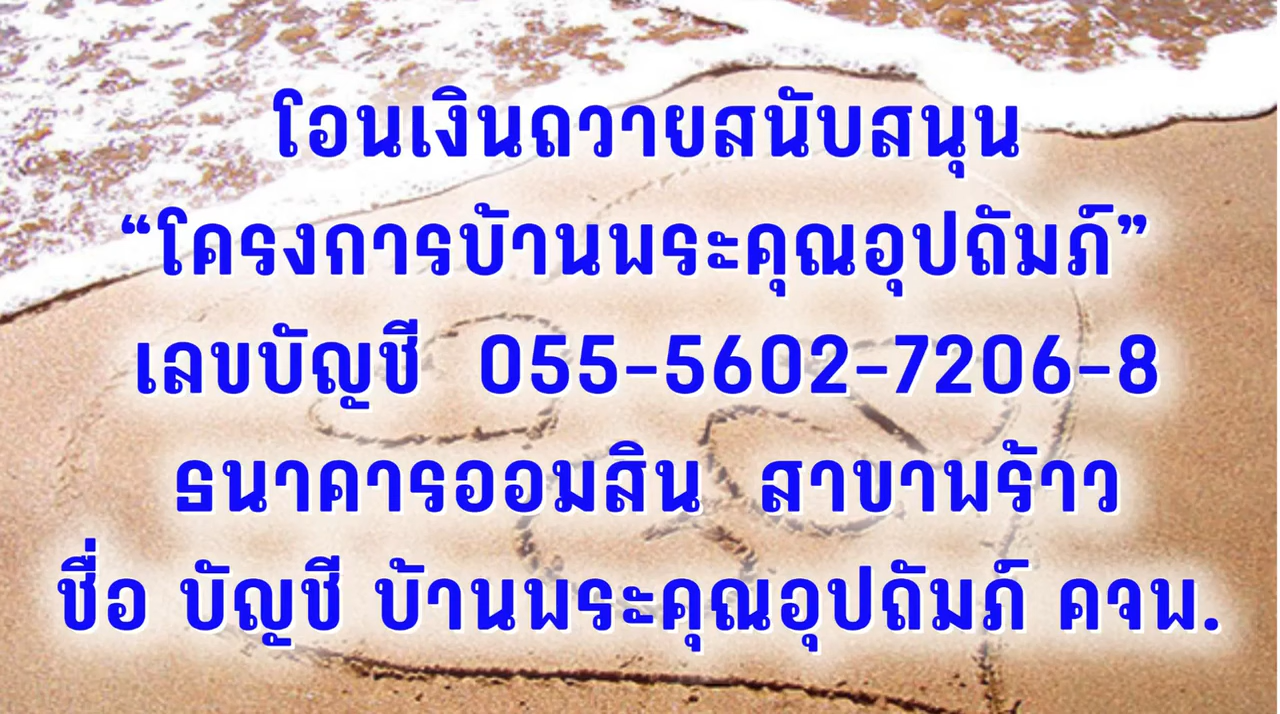 โอนเงินถวายสนับสนุน
“โครงการบ้านพระคุณอุปถัมภ์”
เลขบัญชี 055-5602-7206-8
ธนาคารออมสิน สาขาพร้าว
ชื่อ บัญชี บ้านพระคุณอุปถัมภ์ คจพ.